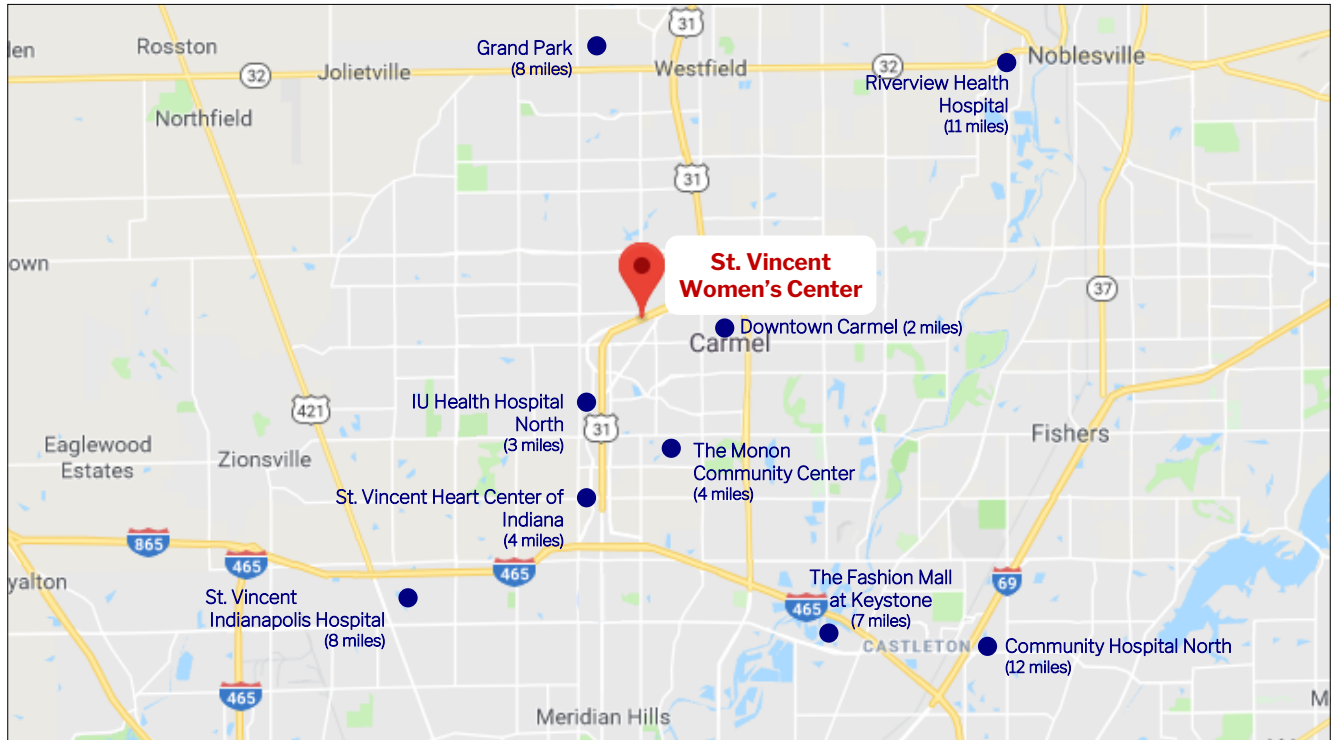 31
len
Rosston
Grand Park
(8 miles)
Noblesville
32
Jolietville
Westfield
32
Riverview Health
Hospital
(11 miles)
Northfield
31
own
St. Vincent
Women's Center
37
Downtown Carmel (2 miles)
Carmel
421
IU Health Hospital
North
(3 miles)
31
Fishers
Eaglewood
Estates
Zionsville
The Monon
Community Center
(4 miles)
St. Vincent Heart Center of
Indiana
(4 miles)
865
465
465
yalton
St. Vincent
Indianapolis Hospital
(8 miles)
The Fashion Mall
at Keystone
(7 miles)
465
69
CASTLETON
Community Hospital North
(12 miles)
465
M
Meridian Hills